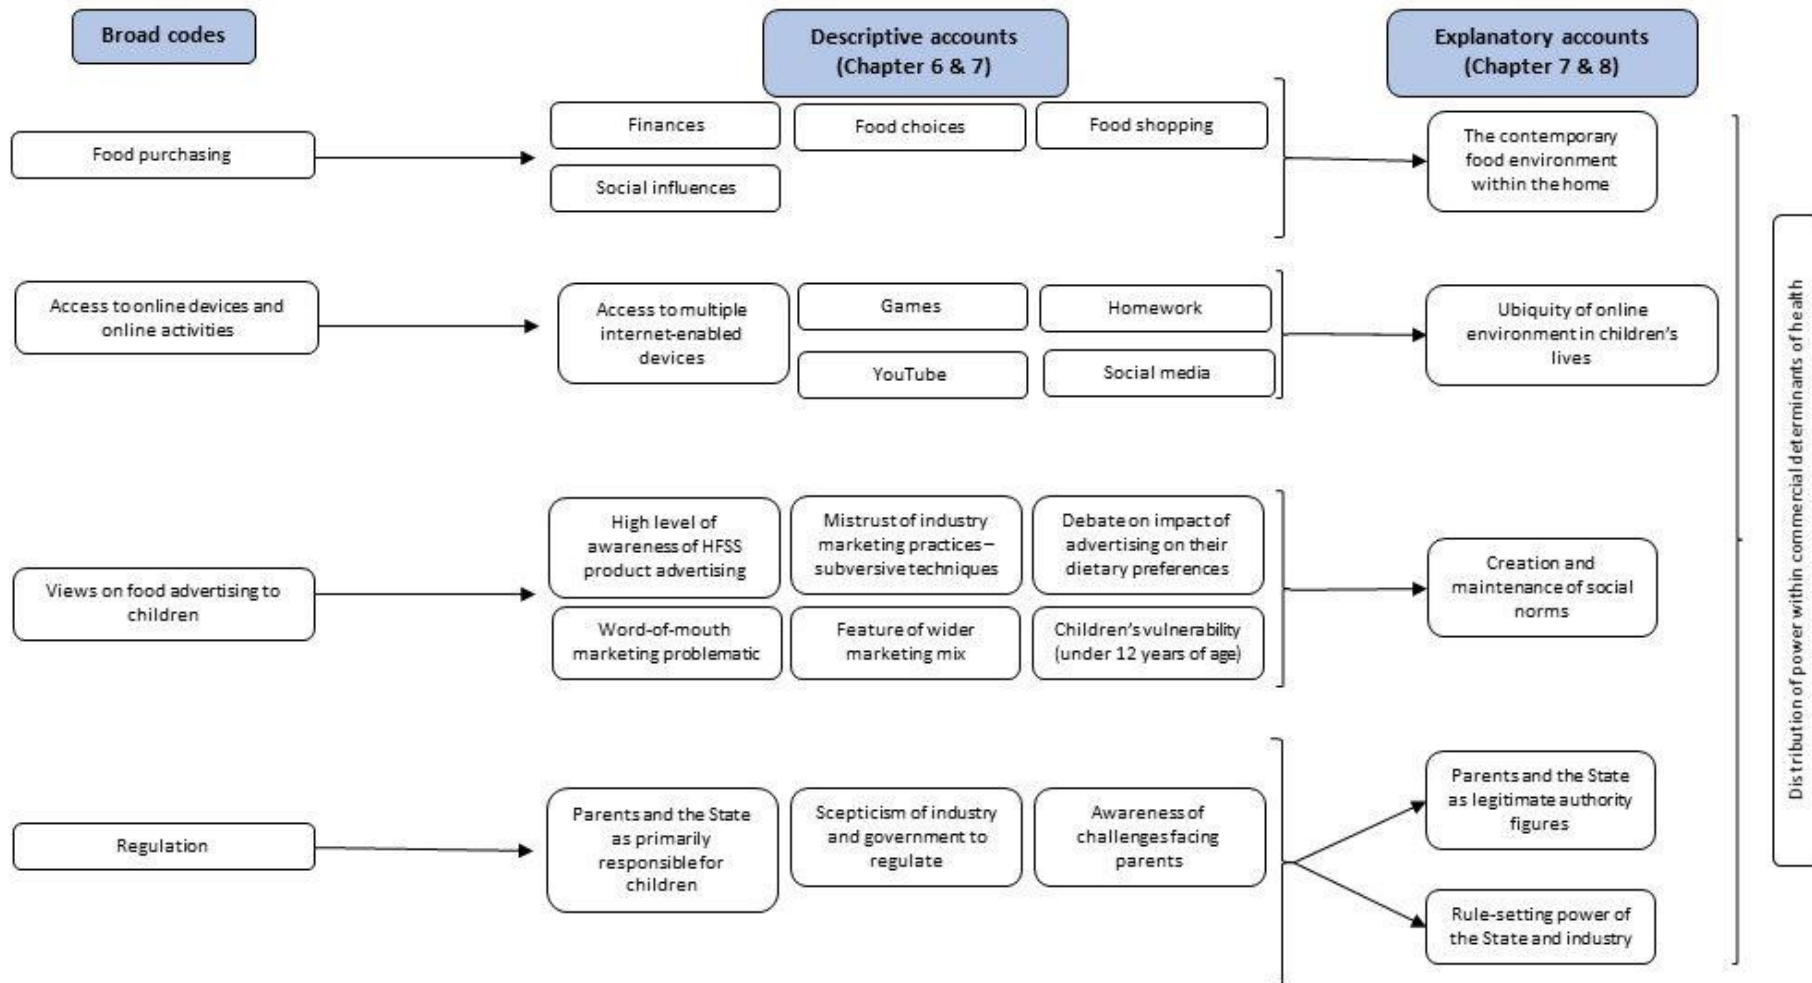 Broad codes
Descriptive accounts
(Chapter 6 & 7)
Explanatory accounts
(Chapter 7 & 8)
Food purchasing
Finances
Food choices
Food shopping
Social influences
The contemporary
food environment
within the home
Access to online devices and
online activities
Access to multiple
internet-enabled
devices
Games
Homework
YouTube
Social media
Ubiquity of online
environment in children’s
lives
Views on food advertising to
children
High level of
awareness of HFSS
product advertising
Mistrust of industry
marketing practices –
subversive techniques
Debate on impact of
advertising on their
dietary preferences
Word-of-mouth
marketing problematic
Feature of wider
marketing mix
Children’s vulnerability
(under 12 years of age)
Creation and
maintenance of social
norms
Regulation
Parents and the State
as primarily
responsible for
children
Scepticism of industry
and government to
regulate
Awareness of
challenges facing
parents
Parents and the State
as legitimate authority
figures
Rule-setting power of
the State and industry
Distribution of power within commercial determinants of health